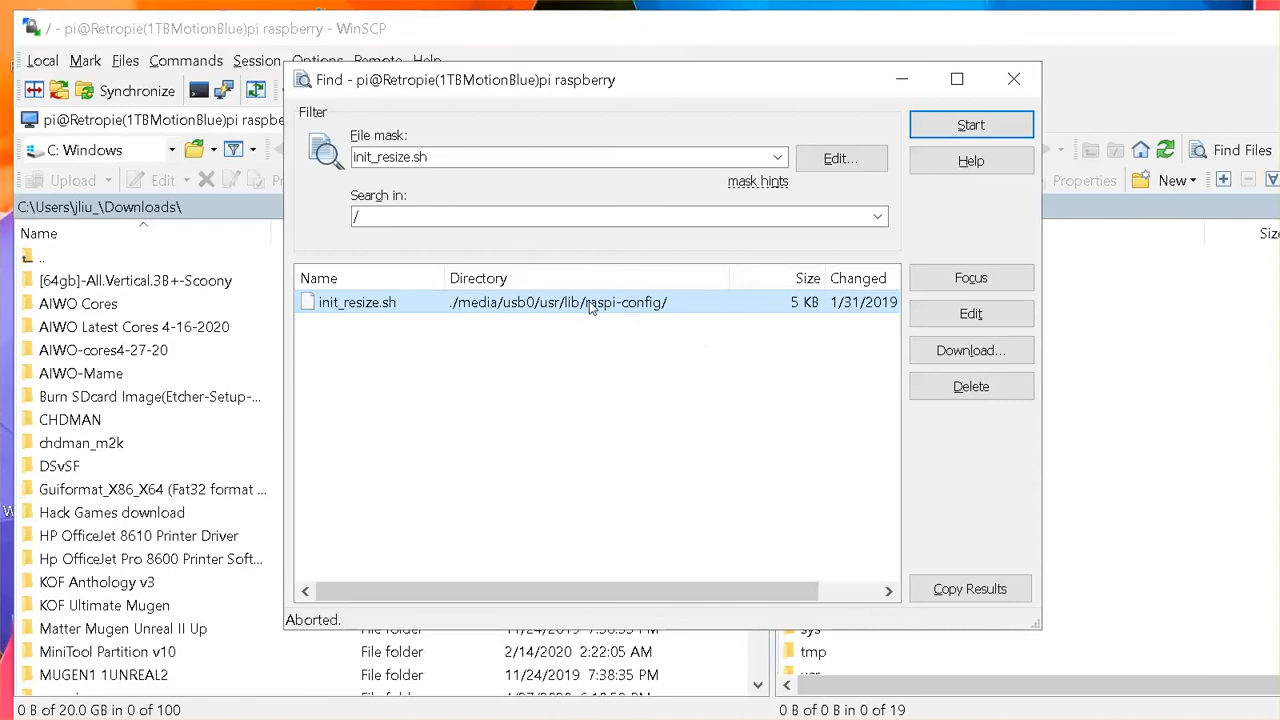 / - pi@Retropie(1TBMotionBlue)pi raspberry - WinSCP
Local Mark Files Commands Session Options Remote Help
Synchronize
pi@Retropie(1TBMotionBlue)pi raspbe
C: Windows
Find Files
Upload Edit Properties New
C:\Users\jliu_\Downloads\
Name
Size
..
[64gb]-All.Vertical.3B+-Scoony
AIWO Cores
AIWO Latest Cores 4-16-2020
AIWO-cores4-27-20
AIWO-Mame
Burn SDcard Image(Etcher-Setup-...
CHDMAN
chdman_m2k
DSvSF
Guiformat_X86_X64 (Fat32 format ...
Hack Games download
HP OfficeJet 8610 Printer Driver
Hp OfficeJet Pro 8600 Printer Soft...
KOF Anthology v3
KOF Ultimate Mugen
Matter Mugen Unreal II Up
MiniTool Partition v10 File folder 2/14/2020 2:22:05 AM
MUGEN1 1UNREAL2 File folder 11/24/2019 7:38:35 PM
sys
tmp
0 B of 20.0 GB in 0 of 100
0 B of 0 B in 0 of 19
Find - pi@Retropie(1TBMotionBlue)pi raspberry
Filter
File mask:
init_resize.sh
Edit...
mask hints
Search in:
/
Start
Help
Name Directory Size Changed
init_resize.sh ./media/usb0/usr/lib/raspi-config/ 5 KB 1/31/2019
Focus
Edit
Download...
Delete
Copy Results
Aborted.